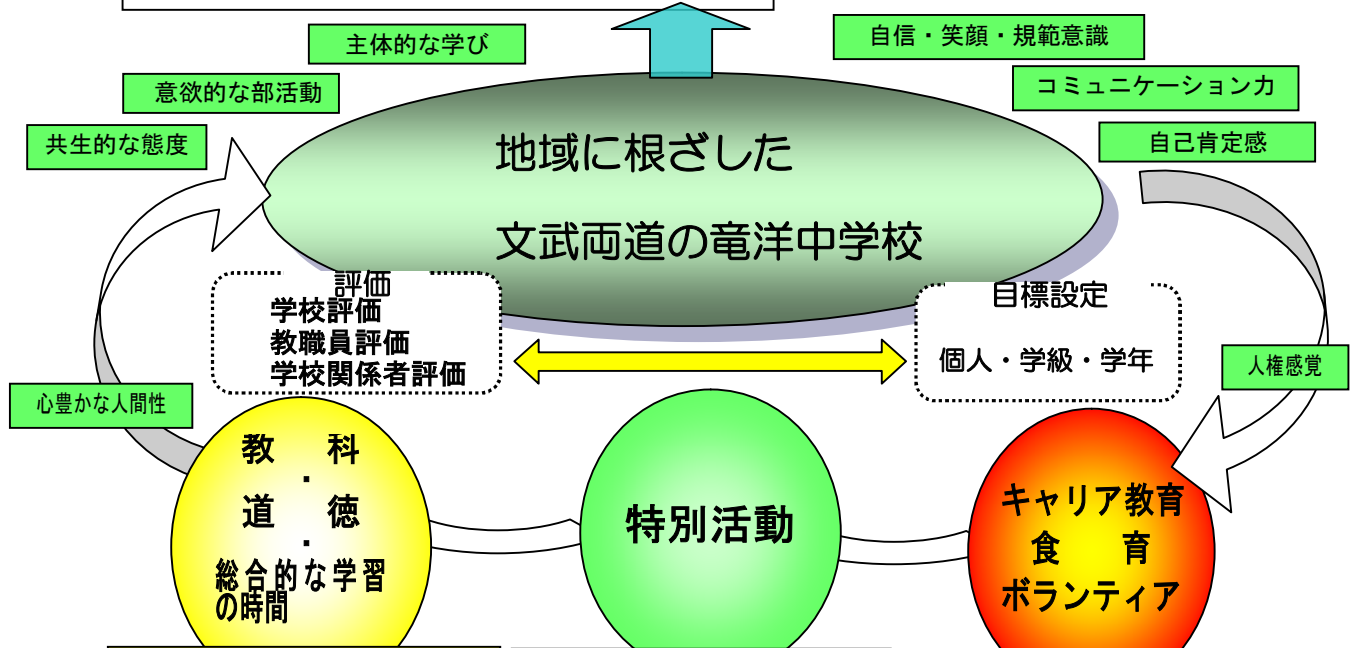 主体的な学び
自信・笑顔・規範意識
意欲的な部活動
コミュニケーション力
共生的な態度
自己肯定感
地域に根ざした
文武両道の竜洋中学校
評価
学校評価
教職員評価
学校関係者評価
目標設定
個人・学級・学年
人権感覚
心豊かな人間性
教　科
・
道　徳
・
総合的な学習
の時間
特別活動
キャリア教育
食　育
ボランティア